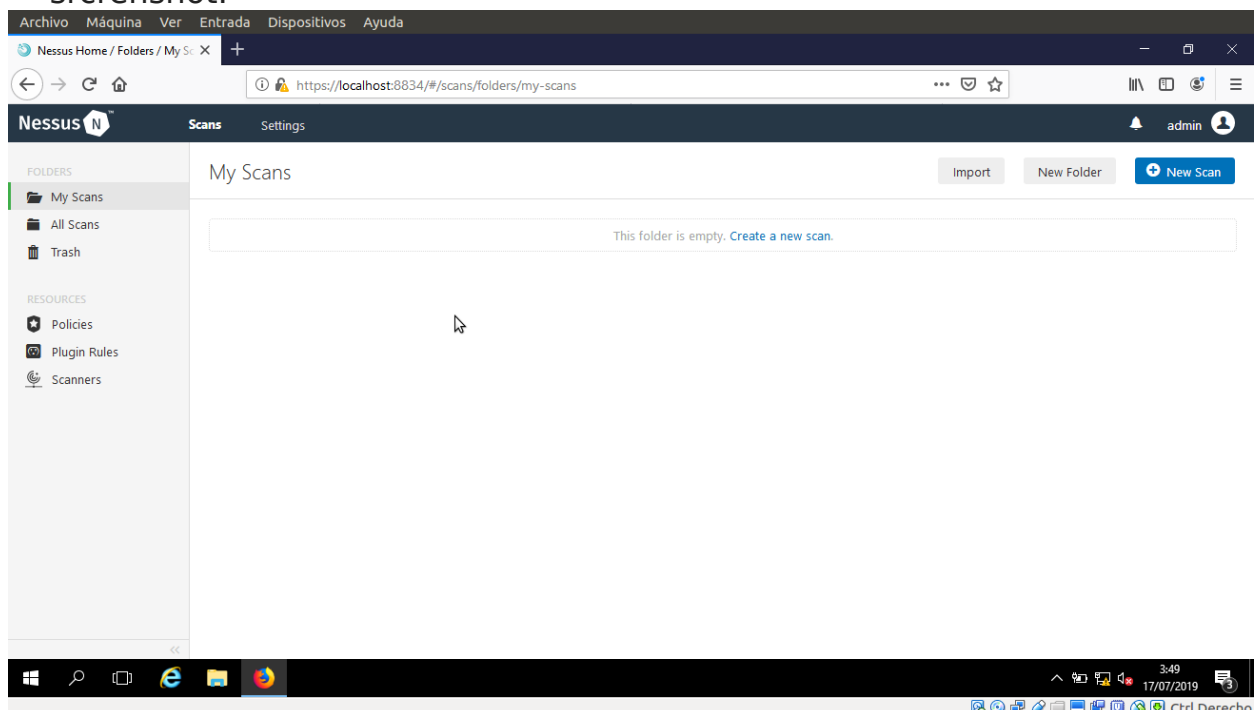 srcrenshot.
Archivo Máquina Ver Entrada Dispositivos Ayuda
Nessus Home / Folders / My Sc
https://localhost:8834/#/scans/folders/my-scans
Nessus N Scans Settings admin
FOLDERS
My Scans
All Scans
Trash
RESOURCES
Policies
Plugin Rules
Scanners
My Scans Import New Folder New Scan
This folder is empty. Create a new scan.
3:49
17/07/2019
3
Ctrl Derecho